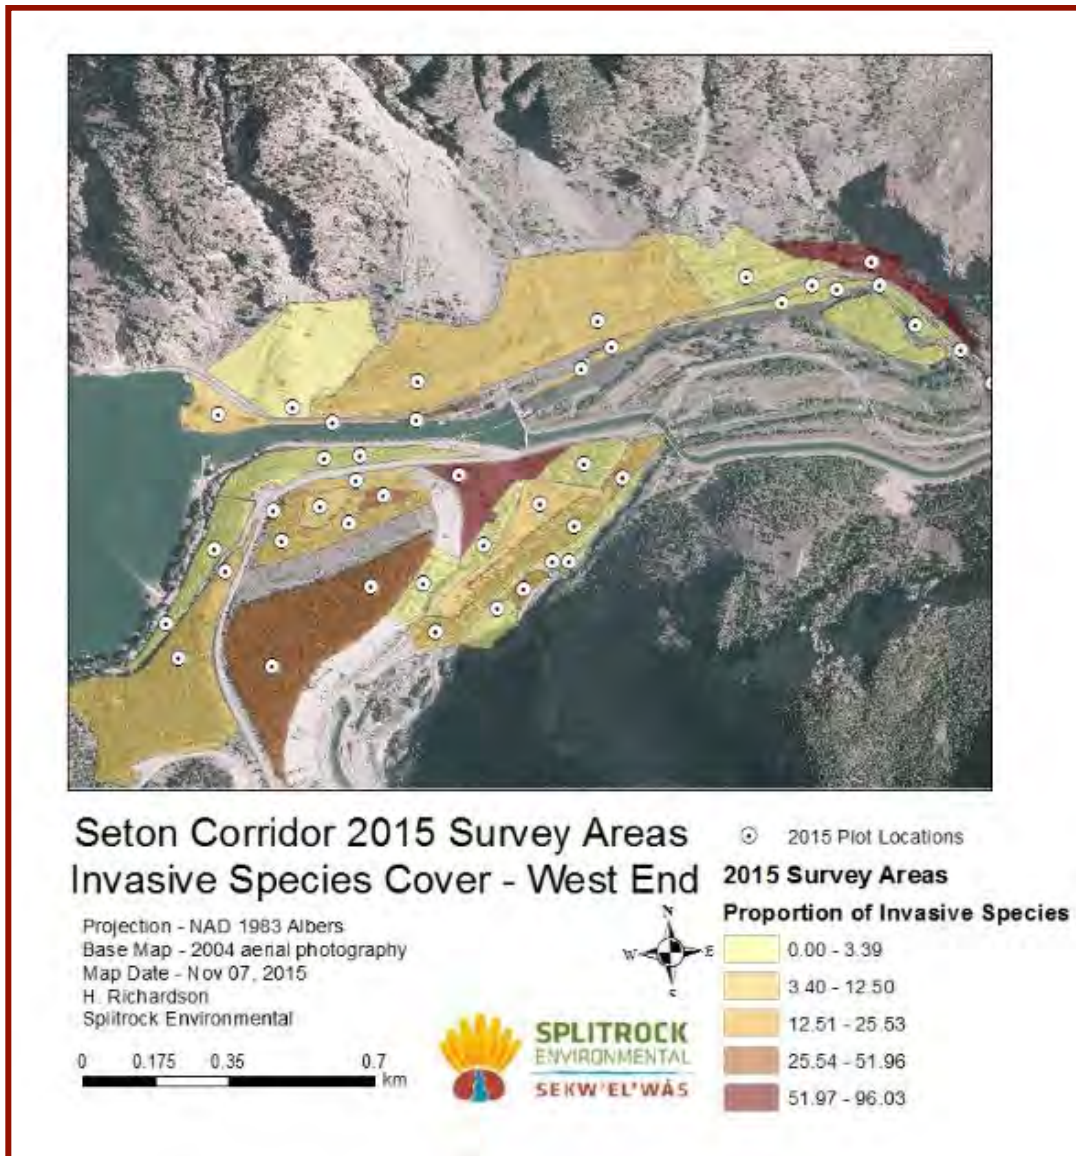 Seton Corridor 2015 Survey Areas
Invasive Species Cover - West End
Projection - NAD 1983 Albers
Base Map - 2004 aerial photography
Map Date - Nov 07, 2015
H. Richardson
Splitrock Environmental
0 0.175 0.35 0.7
km
N
W E
S
SPLITROCK
ENVIRONMENTAL
SEKW'EL'WÁS
2015 Plot Locations
2015 Survey Areas
Proportion of Invasive Species
0.00 - 3.39
3.40 - 12.50
12.51 - 25.53
25.54 - 51.96
51.97 - 96.03